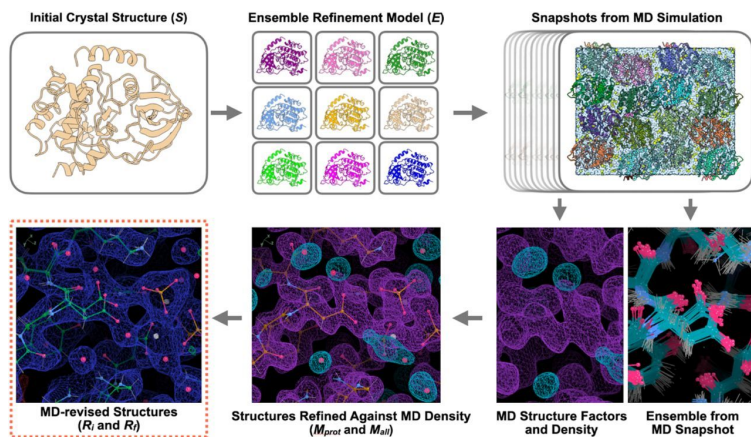 Initial Crystal Structure (S)
Ensemble Refinement Model (E)
Snapshots from MD Simulation
MD-revised Structures
(Ri and Rf)
Structures Refined Against MD Density
(Mprot and Mall)
MD Structure Factors
and Density
Ensemble from
MD Snapshot